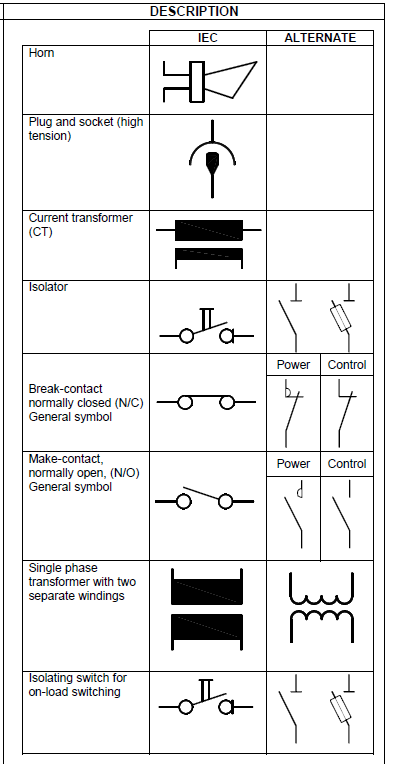 DESCRIPTION
IEC
ALTERNATE
Horn
Plug and socket (high
tension)
Current transformer
(CT)
Isolator
Break-contact
normally closed (N/C)
General symbol
Power
Control
Make-contact,
normally open, (N/O)
General symbol
Power
Control
Single phase
transformer with two
separate windings
Isolating switch for
on-load switching